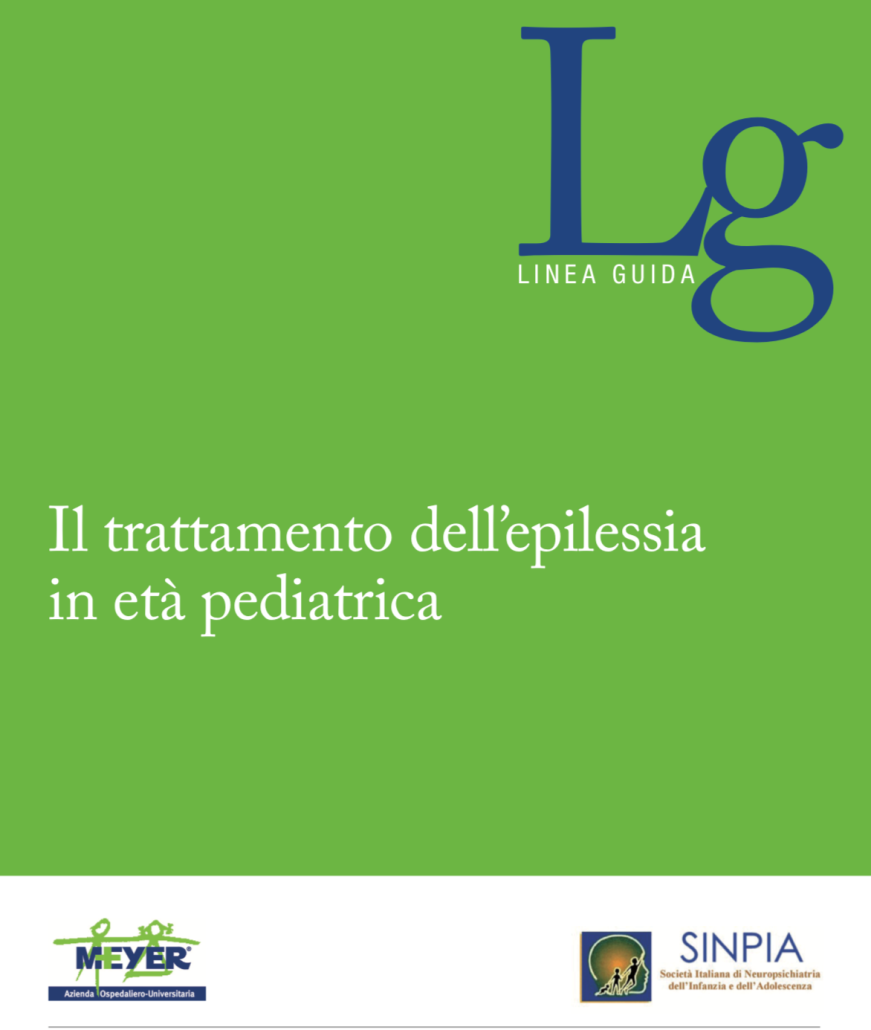 Lg
LINEA GUIDA
Il trattamento dell’epilessia
in età pediatrica
MEYER®
Azienda Ospedaliero-Universitaria
SINPIA
Società Italiana di Neuropsichiatria
dell'Infanzia e dell'Adolescenza